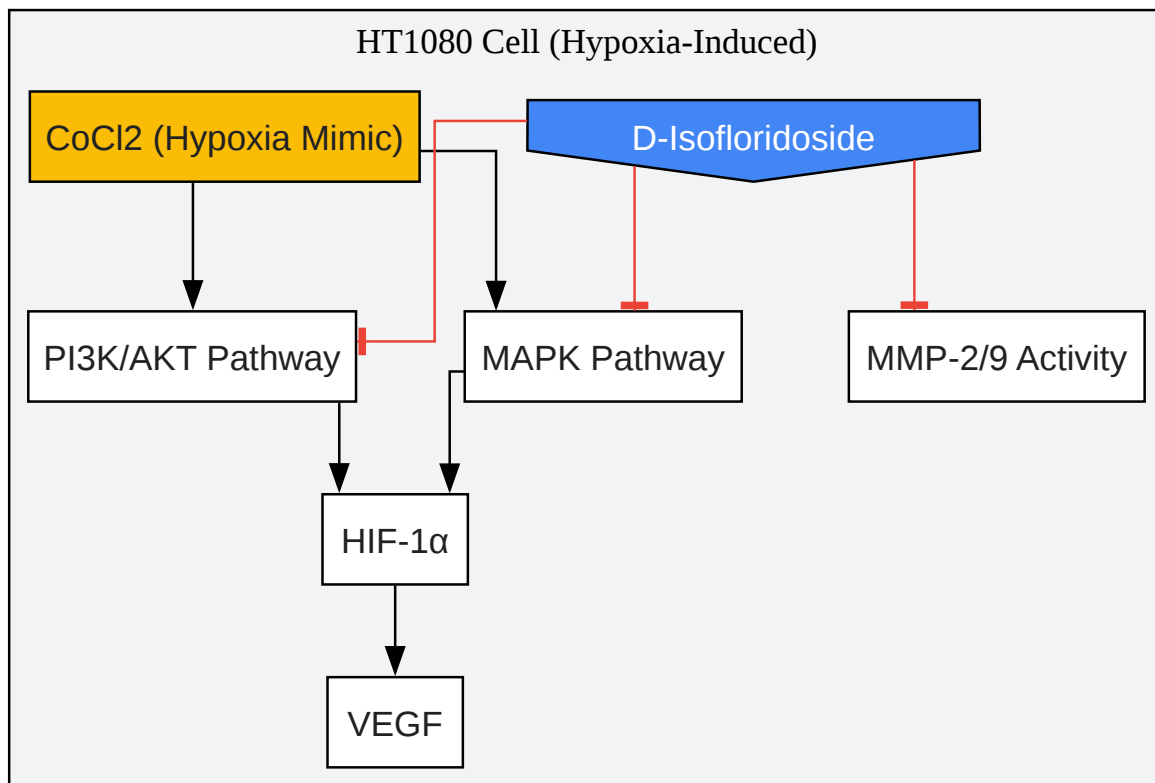 HT1080 Cell (Hypoxia-Induced)
CoCl2 (Hypoxia Mimic)
D-Isofloridoside
PI3K/AKT Pathway
MAPK Pathway
MMP-2/9 Activity
HIF-1α
VEGF